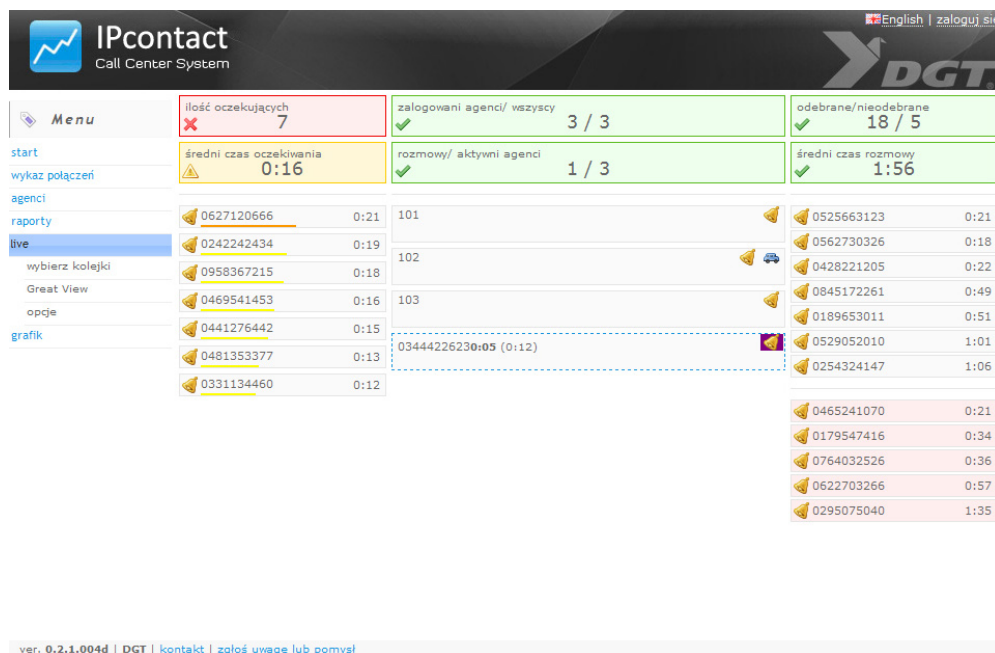 English | zaloguj się
IPcontact
Call Center System
DGT
Menu
start
wykaz połączeń
agenci
raporty
live
wybierz kolejki
Great View
opcje
grafik
ilość oczekujących
7
zalogowani agenci/ wszyscy
3 / 3
odebrane/nieodebrane
18 / 5
średni czas oczekiwania
0:16
rozmowy/ aktywni agenci
1 / 3
średni czas rozmowy
1:56
0627120666 0:21
0242242434 0:19
0958367215 0:18
0469541453 0:16
0441276442 0:15
0481353377 0:13
0331134460 0:12
101
102
103
03444226230:05 (0:12)
0525663123 0:21
0562730326 0:18
0428221205 0:22
0845172261 0:49
0189653011 0:51
0529052010 1:01
0254324147 1:06
0465241070 0:21
0179547416 0:34
0764032526 0:36
0622703266 0:57
0295075040 1:35
ver. 0.2.1.004d | DGT | kontakt | zgłoś uwagę lub pomysł